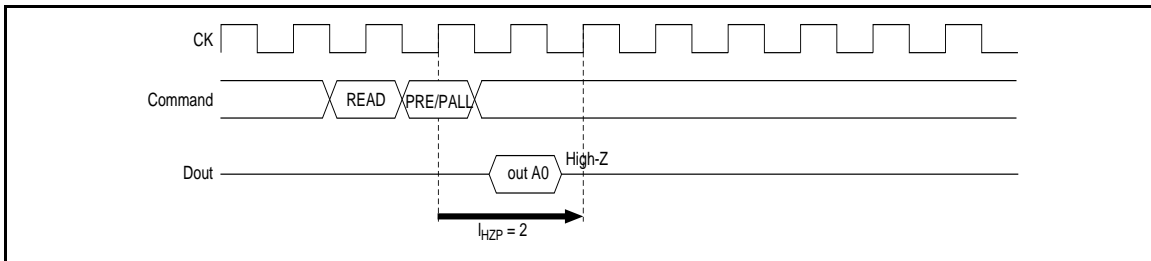 CK
Command READ PRE/PALL
High-Z
Dout out A0
lHZP = 2